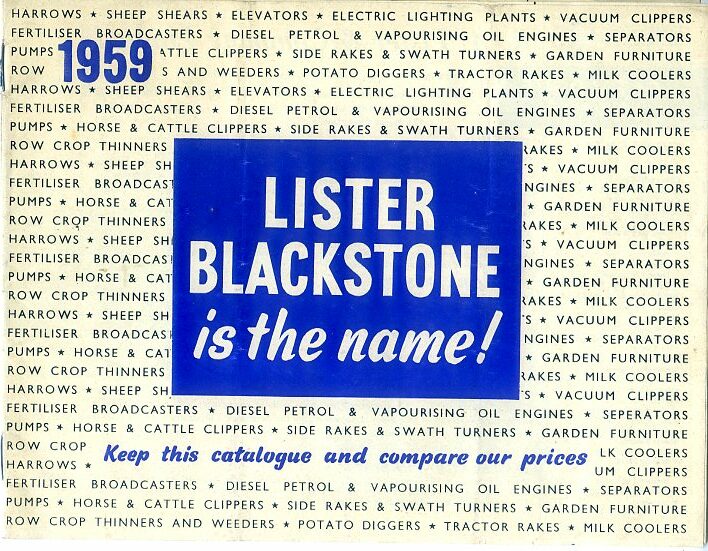 HARROWS ★ SHEEP SHEARS ★ ELEVATORS ★ ELECTRIC LIGHTING PLANTS ★ VACUUM CLIPPERS
FERTILISER BROADCASTERS ★ DIESEL PETROL & VAPOURISING OIL ENGINES ★ SEPARATORS
PUMPS ATTLE CLIPPERS ★ SIDE RAKES & SWATH TURNERS ★ GARDEN FURNITURE
1959
ROW S AND WEEDERS ★ POTATO DIGGERS ★ TRACTOR RAKES ★ MILK COOLERS
HARROWS ★ SHEEP SHEARS ★ ELEVATORS ★ ELECTRIC LIGHTING PLANTS ★ VACUUM CLIPPERS
FERTILISER BROADCASTERS ★ DIESEL PETROL & VAPOURISING OIL ENGINES ★ SEPARATORS
PUMPS ★ HORSE & CATTLE CLIPPERS ★ SIDE RAKES & SWATH TURNERS ★ GARDEN FURNITURE
ROW CROP THINNERS RAKES ★ MILK COOLERS
HARROWS ★ SHEEP SH S ★ VACUUM CLIPPERS
FERTILISER BROADCAST NGINES ★ SEPARATORS
PUMPS ★ HORSE & CAT ★ GARDEN FURNITURE
ROW CROP THINNERS RAKES ★ MILK COOLERS
HARROWS ★ SHEEP SH S ★ VACUUM CLIPPERS
FERTILISER BROADCAS NGINES ★ SEPARATORS
PUMPS ★ HORSE & CAT ★ GARDEN FURNITURE
ROW CROP THINNERS RAKES ★ MILK COOLERS
HARROWS ★ SHEEP SH S ★ VACUUM CLIPPERS
FERTILISER BROADCAS NGINES ★ SEPARATORS
PUMPS ★ HORSE & CAT ★ GARDEN FURNITURE
ROW CROP THINNERS RAKES ★ MILK COOLERS
HARROWS ★ SHEEP SH S ★ VACUUM CLIPPERS
LISTER
BLACKSTONE
is the name!
FERTILISER BROADCASTERS ★ DIESEL PETROL & VAPOURISING OIL ENGINES ★ SEPERATORS
PUMPS ★ HORSE & CATTLE CLIPPERS ★ SIDE RAKES & SWATH TURNERS ★ GARDEN FURNITURE
ROW CROP LK COOLERS
Keep this catalogue and compare our prices
HARROWS ★ UM CLIPPERS
FERTILISER BROADCASTERS ★ DIESEL PETROL & VAPOURISING OIL ENGINES ★ SEPARATORS
PUMPS ★ HORSE & CATTLE CLIPPERS ★ SIDE RAKES & SWATH TURNERS ★ GARDEN FURNITURE
ROW CROP THINNERS AND WEEDERS ★ POTATO DIGGERS ★ TRACTOR RAKES ★ MILK COOLERS